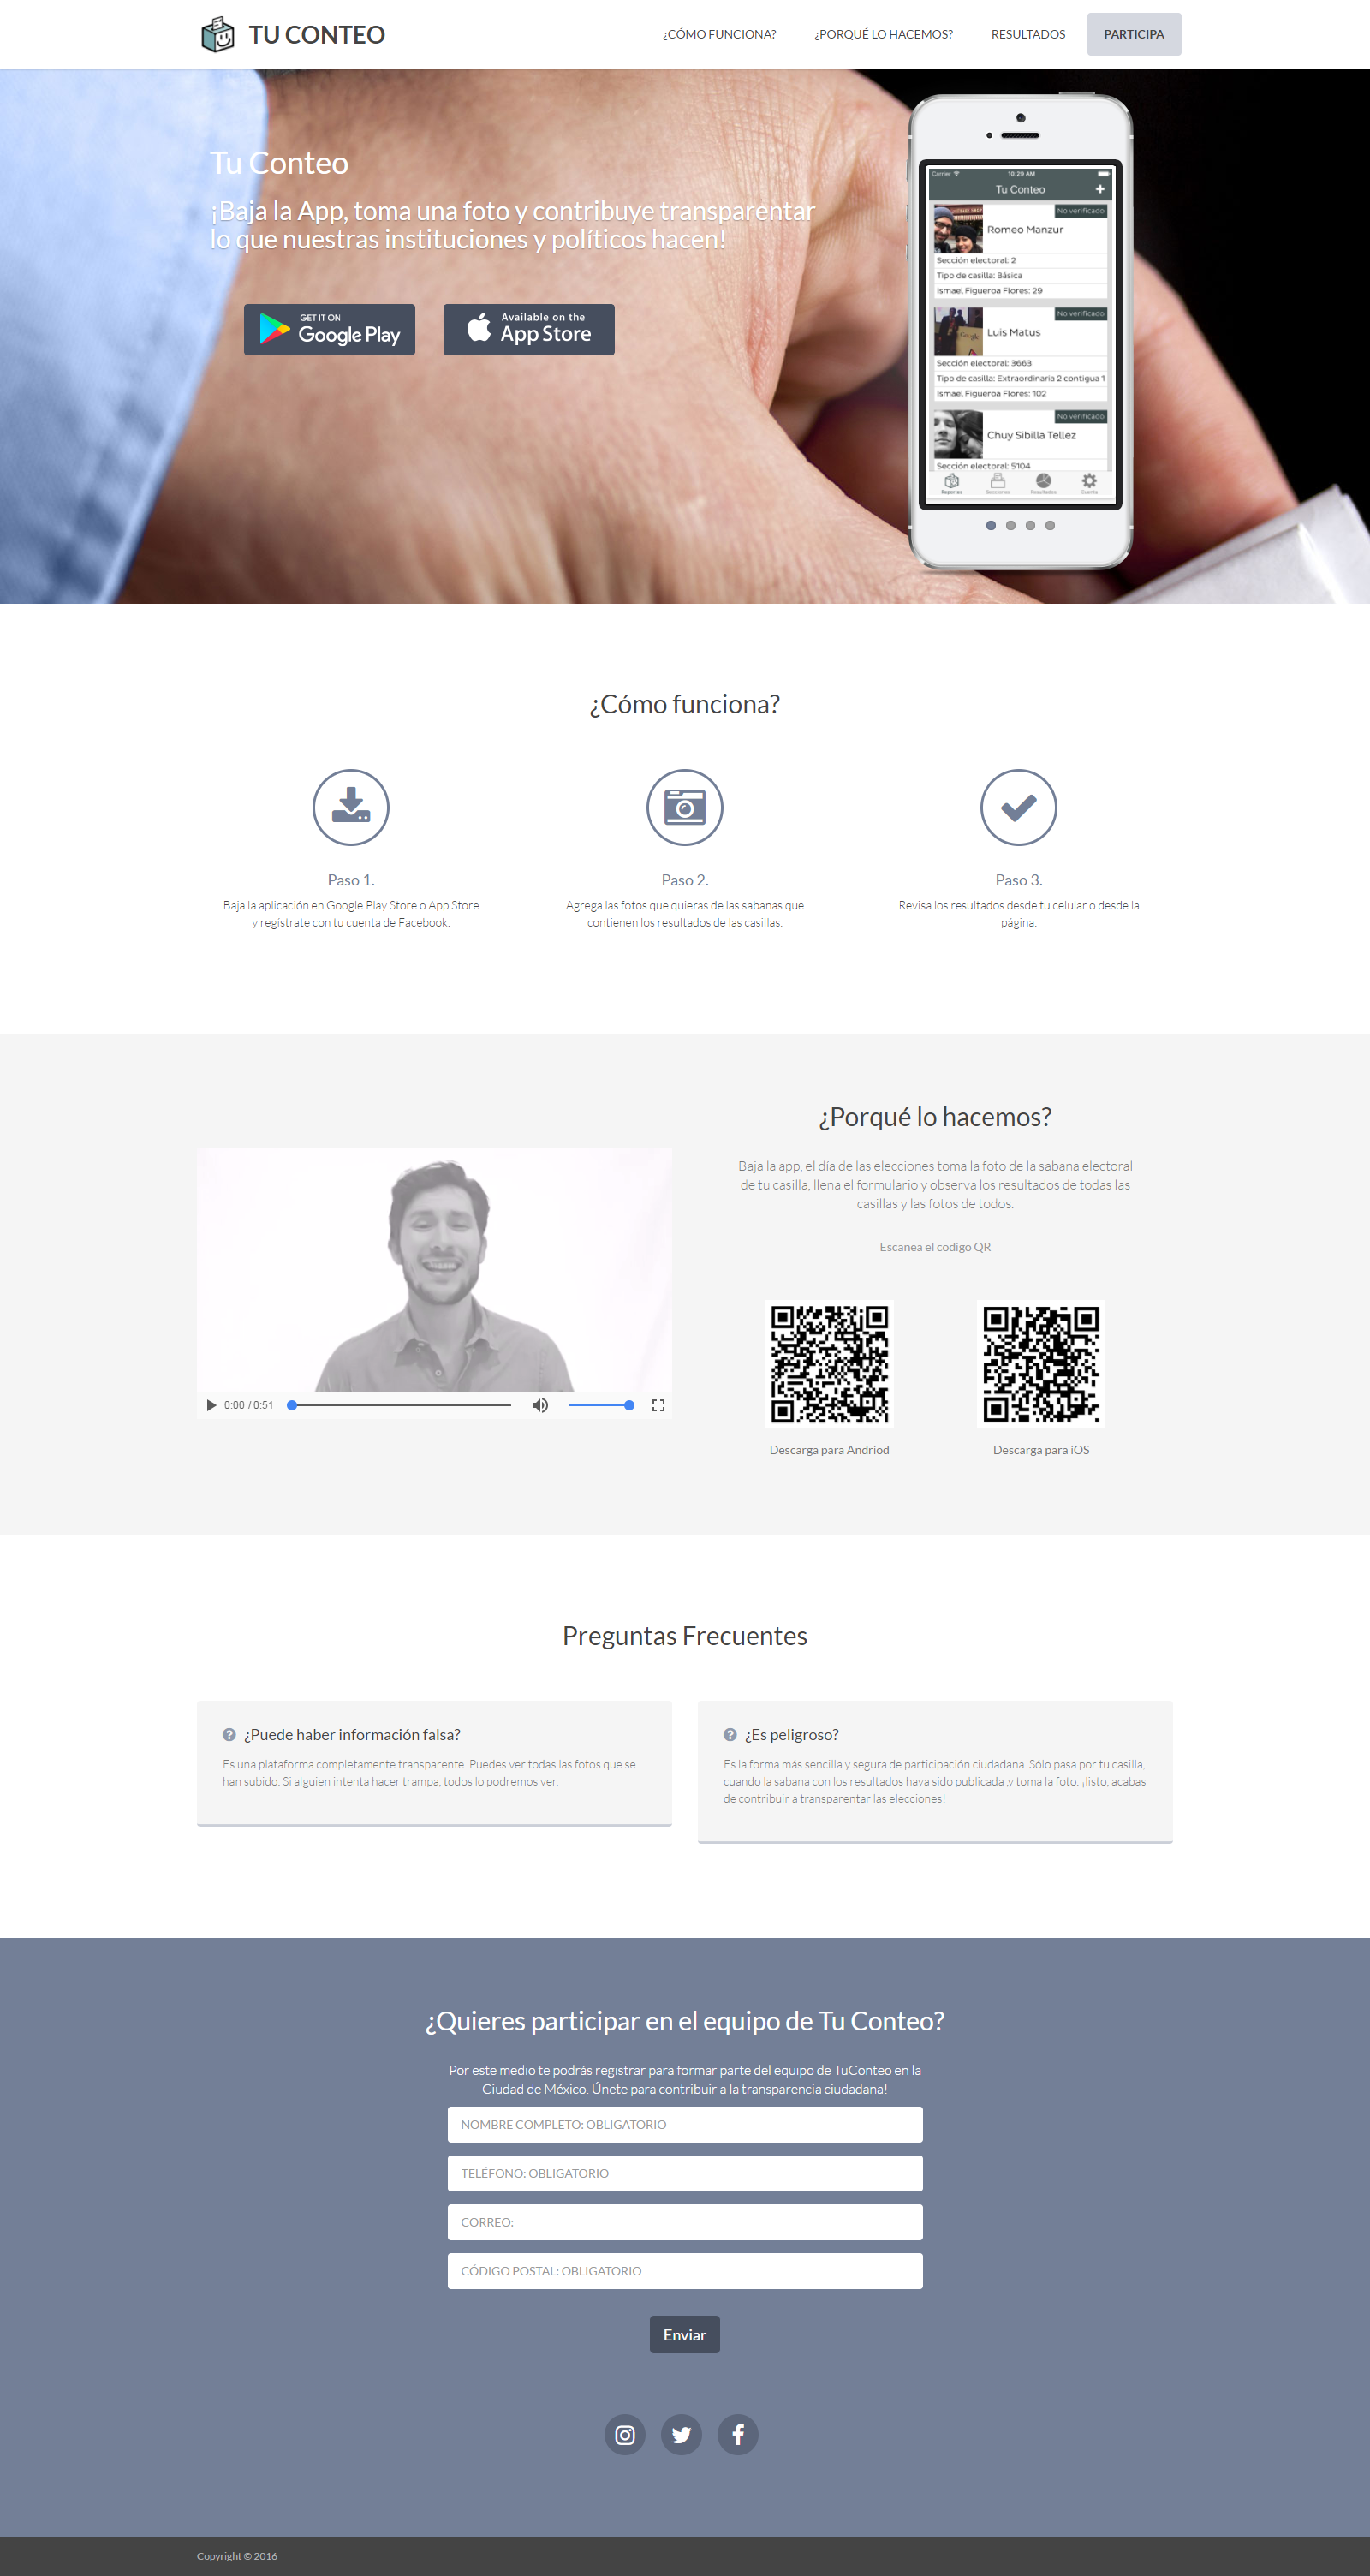 TU CONTEO
¿CÓMO FUNCIONA?
¿PORQUÉ LO HACEMOS?
RESULTADOS
PARTICIPA
Tu Conteo
¡Baja la App, toma una foto y contribuye transparentar
lo que nuestras instituciones y políticos hacen!
GET IT ON
Google Play
Available on the
App Store
Carrier
10:29 AM
Tu Conteo
+
No verificado
Romeo Manzur
Sección electoral: 2
Tipo de casilla: Básica
Ismael Figueroa Flores: 29
No verificado
Luis Matus
Sección electoral: 3663
Tipo de casilla: Extraordinaria 2 contigua 1
Ismael Figueroa Flores: 102
No verificado
Chuy Sibilla Tellez
Sección electoral: 5104
Reportes
Secciones
Resultados
Cuenta
¿Cómo funciona?
Paso 1.
Baja la aplicación en Google Play Store o App Store
y regístrate con tu cuenta de Facebook.
Paso 2.
Agrega las fotos que quieras de las sabanas que
contienen los resultados de las casillas.
Paso 3.
Revisa los resultados desde tu celular o desde la
página.
0:00 / 0:51
¿Porqué lo hacemos?
Baja la app, el día de las elecciones toma la foto de la sabana electoral
de tu casilla, llena el formulario y observa los resultados de todas las
casillas y las fotos de todos.
Escanea el codigo QR
Descarga para Andriod
Descarga para iOS
Preguntas Frecuentes
¿Puede haber información falsa?
Es una plataforma completamente transparente. Puedes ver todas las fotos que se
han subido. Si alguien intenta hacer trampa, todos lo podremos ver.
¿Es peligroso?
Es la forma más sencilla y segura de participación ciudadana. Sólo pasa por tu casilla,
cuando la sabana con los resultados haya sido publicada ,y toma la foto. ¡listo, acabas
de contribuir a transparentar las elecciones!
¿Quieres participar en el equipo de Tu Conteo?
Por este medio te podrás registrar para formar parte del equipo de TuConteo en la
Ciudad de México. Únete para contribuir a la transparencia ciudadana!
NOMBRE COMPLETO: OBLIGATORIO
TELÉFONO: OBLIGATORIO
CORREO:
CÓDIGO POSTAL: OBLIGATORIO
Enviar
Copyright © 2016